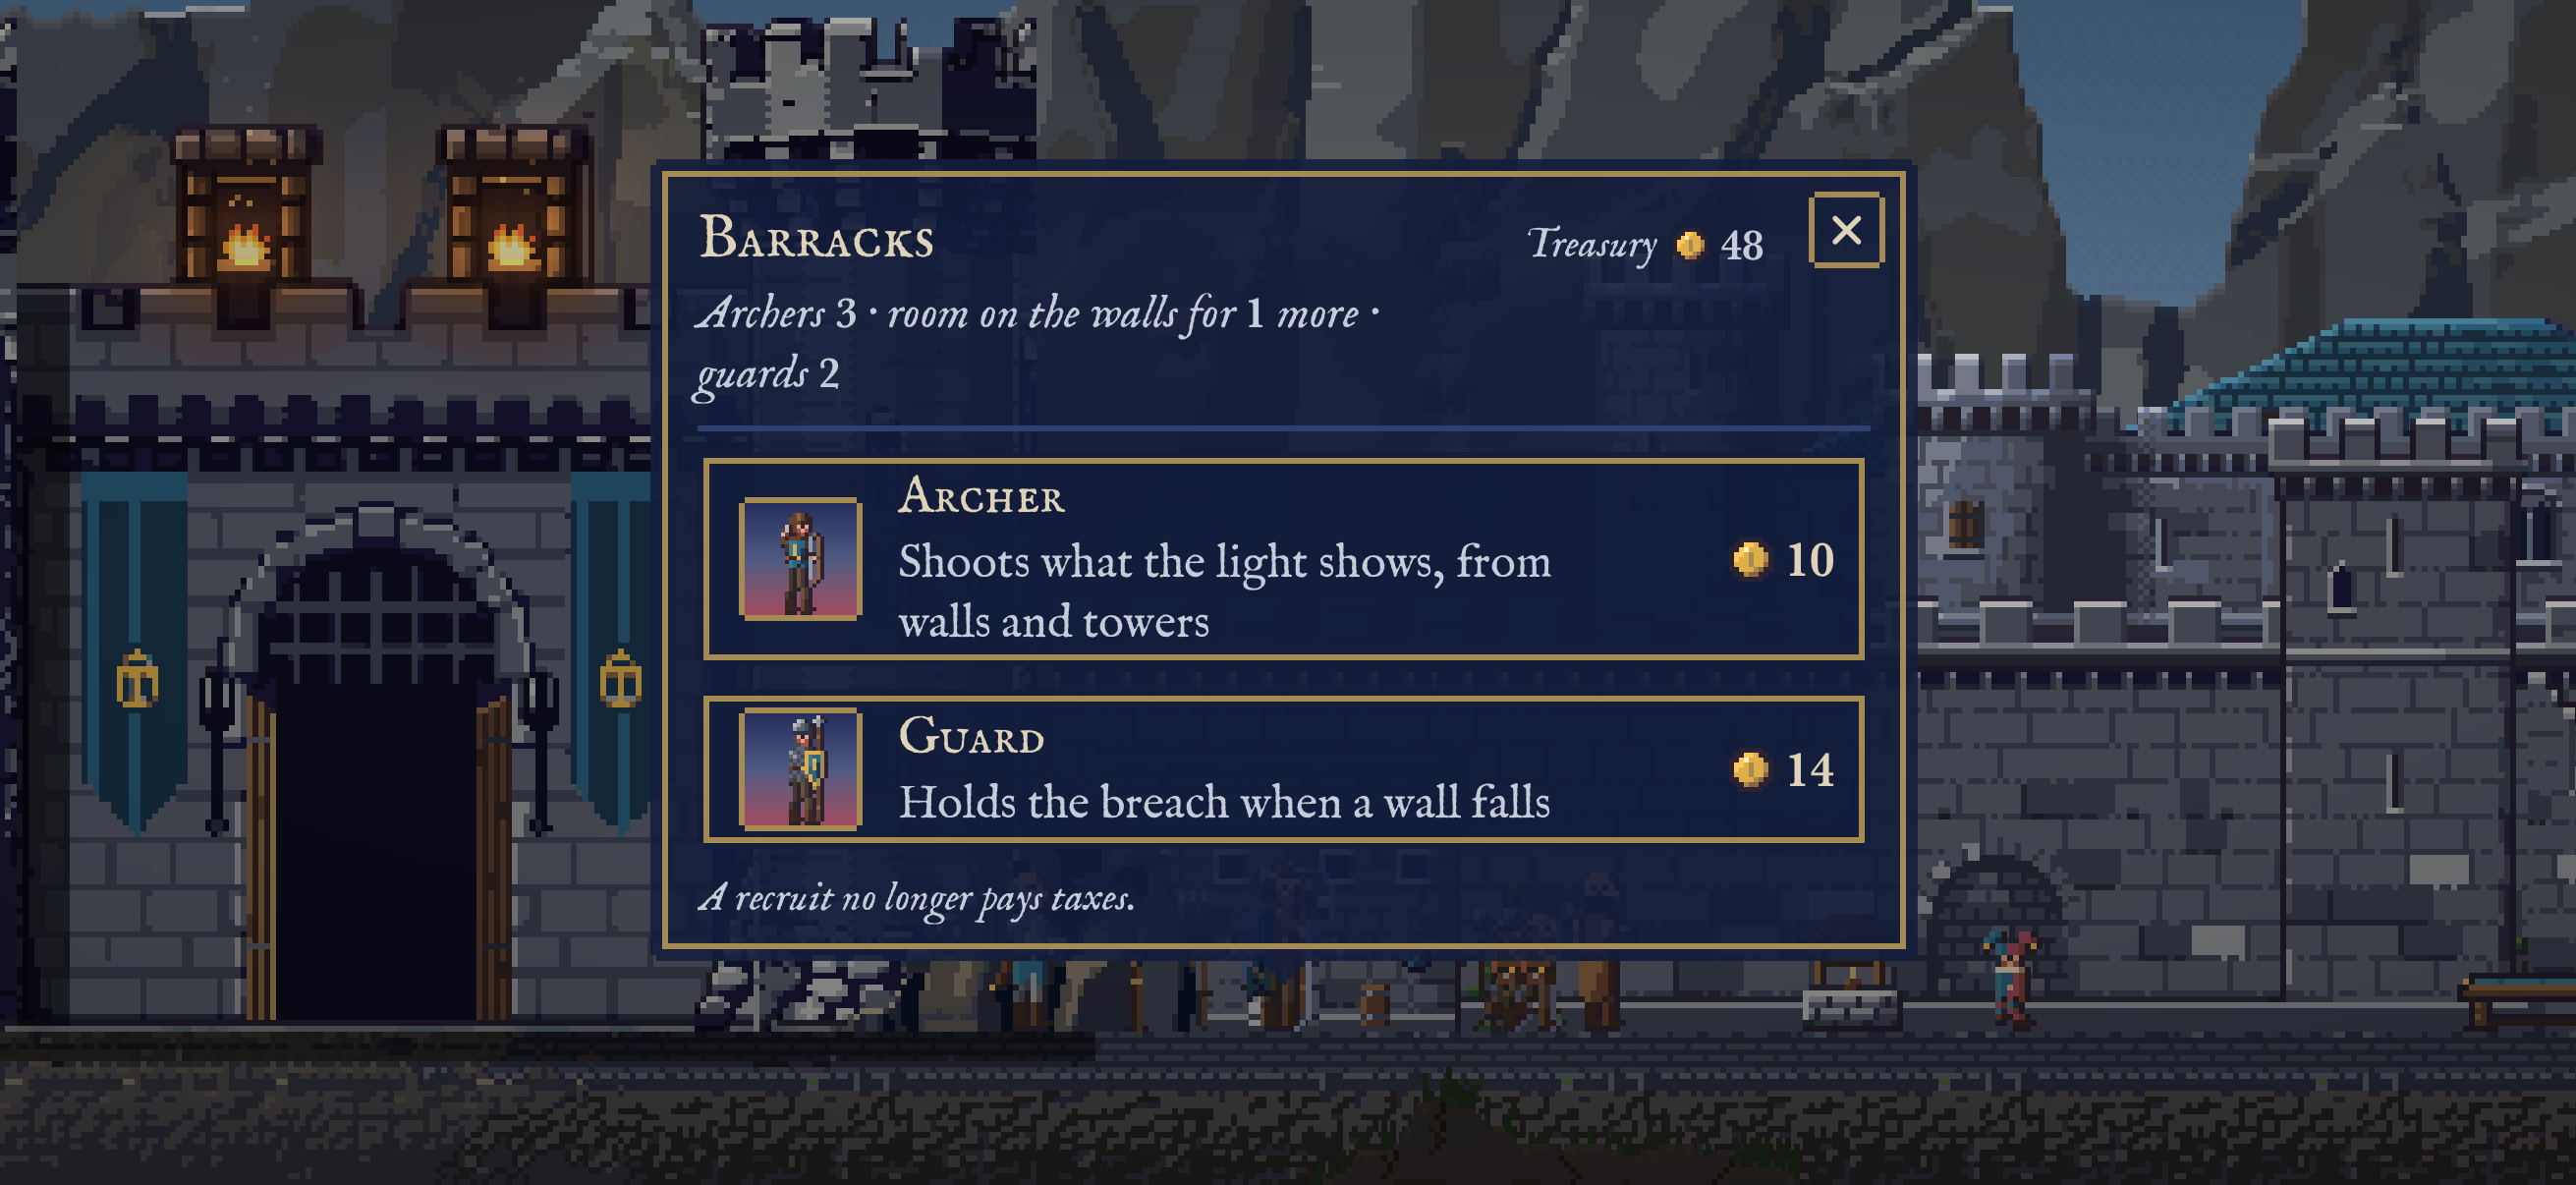 Barracks
Treasury 48
Archers 3 · room on the walls for 1 more ·
guards 2
Archer
Shoots what the light shows, from
walls and towers
10
Guard
Holds the breach when a wall falls
14
A recruit no longer pays taxes.